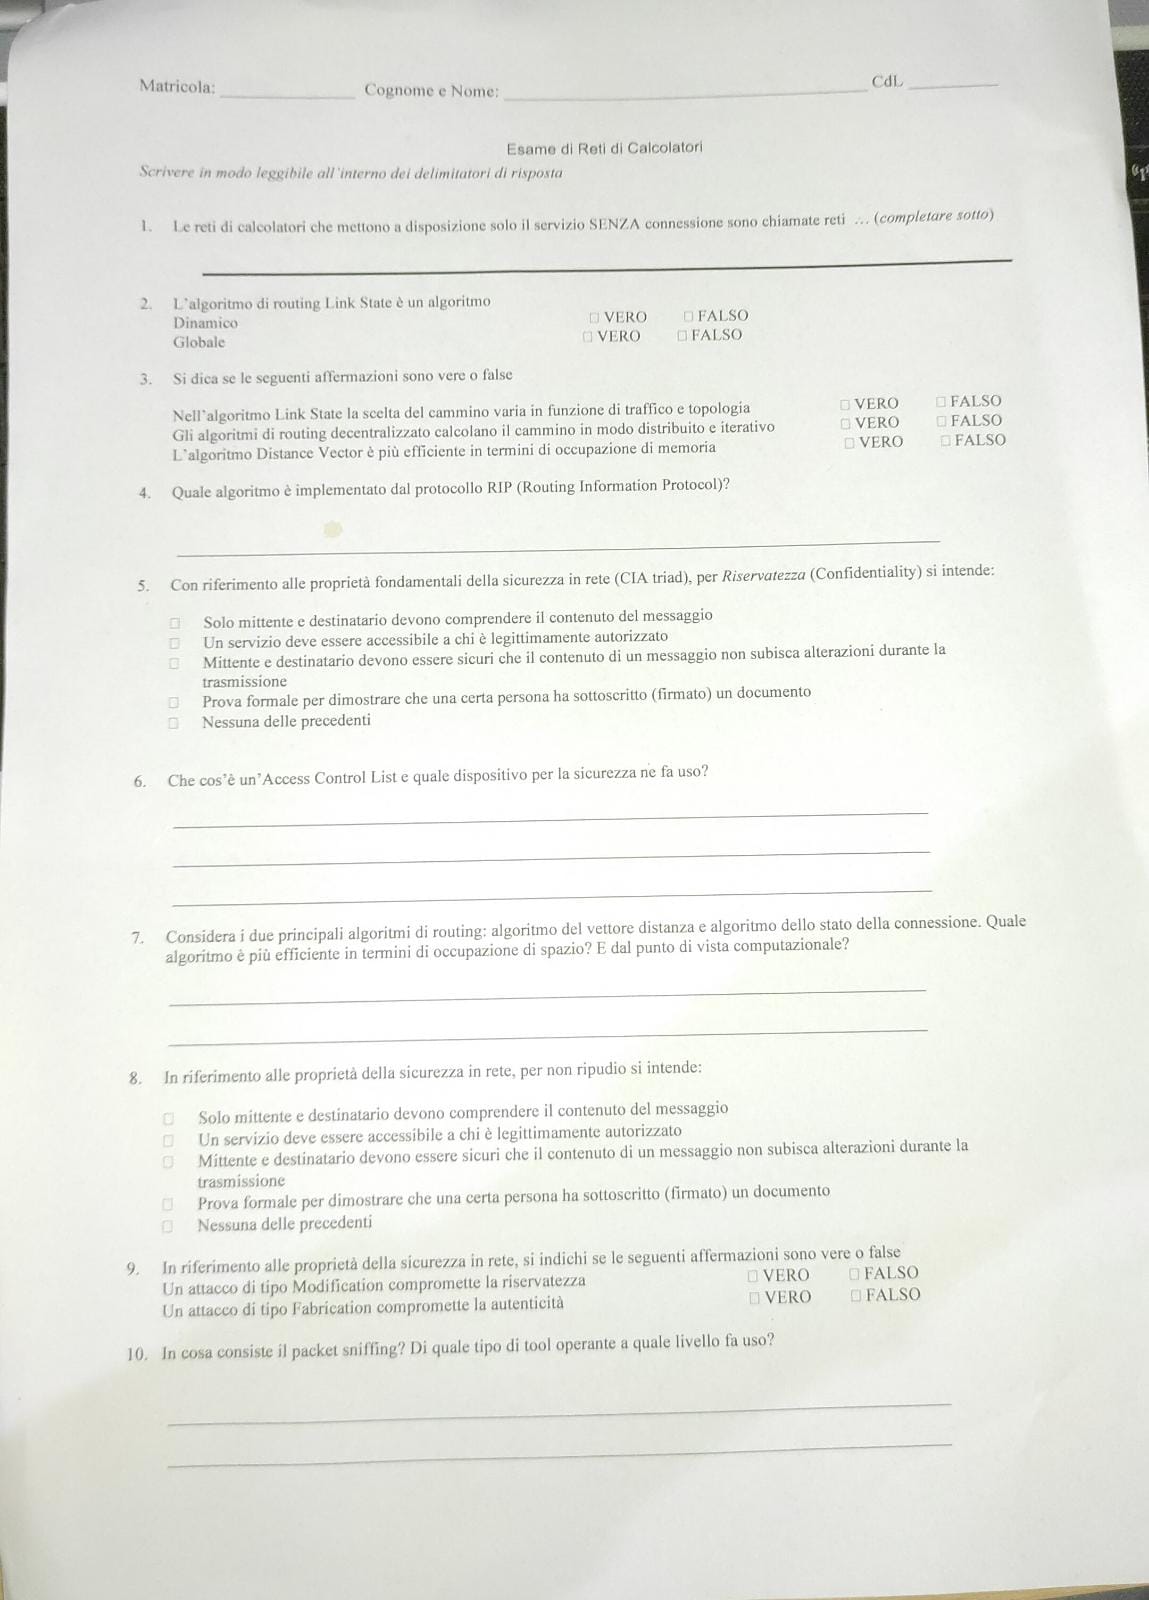 Matricola: ______________ Cognome e Nome: ______________________________________ CdL _________
Esame di Reti di Calcolatori
Scrivere in modo leggibile all'interno dei delimitatori di risposta
1. Le reti di calcolatori che mettono a disposizione solo il servizio SENZA connessione sono chiamate reti … (completare sotto)
2. L'algoritmo di routing Link State è un algoritmo
Dinamico □ VERO □ FALSO
Globale □ VERO □ FALSO
3. Si dica se le seguenti affermazioni sono vere o false
Nell'algoritmo Link State la scelta del cammino varia in funzione di traffico e topologia □ VERO □ FALSO
Gli algoritmi di routing decentralizzato calcolano il cammino in modo distribuito e iterativo □ VERO □ FALSO
L'algoritmo Distance Vector è più efficiente in termini di occupazione di memoria □ VERO □ FALSO
4. Quale algoritmo è implementato dal protocollo RIP (Routing Information Protocol)?
5. Con riferimento alle proprietà fondamentali della sicurezza in rete (CIA triad), per Riservatezza (Confidentiality) si intende:
□ Solo mittente e destinatario devono comprendere il contenuto del messaggio
□ Un servizio deve essere accessibile a chi è legittimamente autorizzato
□ Mittente e destinatario devono essere sicuri che il contenuto di un messaggio non subisca alterazioni durante la
trasmissione
□ Prova formale per dimostrare che una certa persona ha sottoscritto (firmato) un documento
□ Nessuna delle precedenti
6. Che cos'è un'Access Control List e quale dispositivo per la sicurezza ne fa uso?
7. Considera i due principali algoritmi di routing: algoritmo del vettore distanza e algoritmo dello stato della connessione. Quale
algoritmo è più efficiente in termini di occupazione di spazio? E dal punto di vista computazionale?
8. In riferimento alle proprietà della sicurezza in rete, per non ripudio si intende:
□ Solo mittente e destinatario devono comprendere il contenuto del messaggio
□ Un servizio deve essere accessibile a chi è legittimamente autorizzato
□ Mittente e destinatario devono essere sicuri che il contenuto di un messaggio non subisca alterazioni durante la
trasmissione
□ Prova formale per dimostrare che una certa persona ha sottoscritto (firmato) un documento
□ Nessuna delle precedenti
9. In riferimento alle proprietà della sicurezza in rete, si indichi se le seguenti affermazioni sono vere o false
Un attacco di tipo Modification compromette la riservatezza □ VERO □ FALSO
Un attacco di tipo Fabrication compromette la autenticità □ VERO □ FALSO
10. In cosa consiste il packet sniffing? Di quale tipo di tool operante a quale livello fa uso?